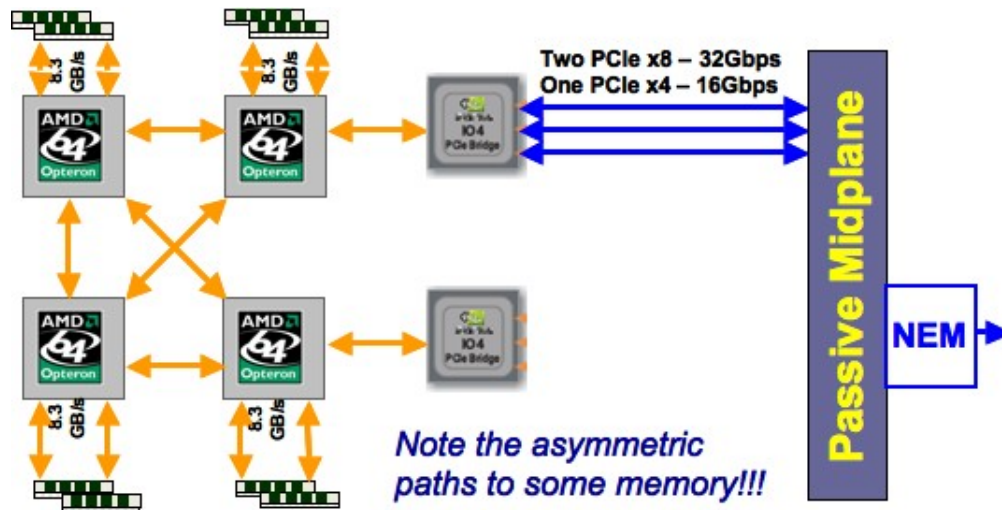 8.3
GB/s
8.3
GB/s
Two PCIe x8 – 32Gbps
One PCIe x4 – 16Gbps
AMD
64
Opteron
AMD
64
Opteron
IO4
PCIe Bridge
AMD
64
Opteron
AMD
64
Opteron
IO4
PCIe Bridge
Passive Midplane
NEM
8.3
GB/s
8.3
GB/s
Note the asymmetric
paths to some memory!!!